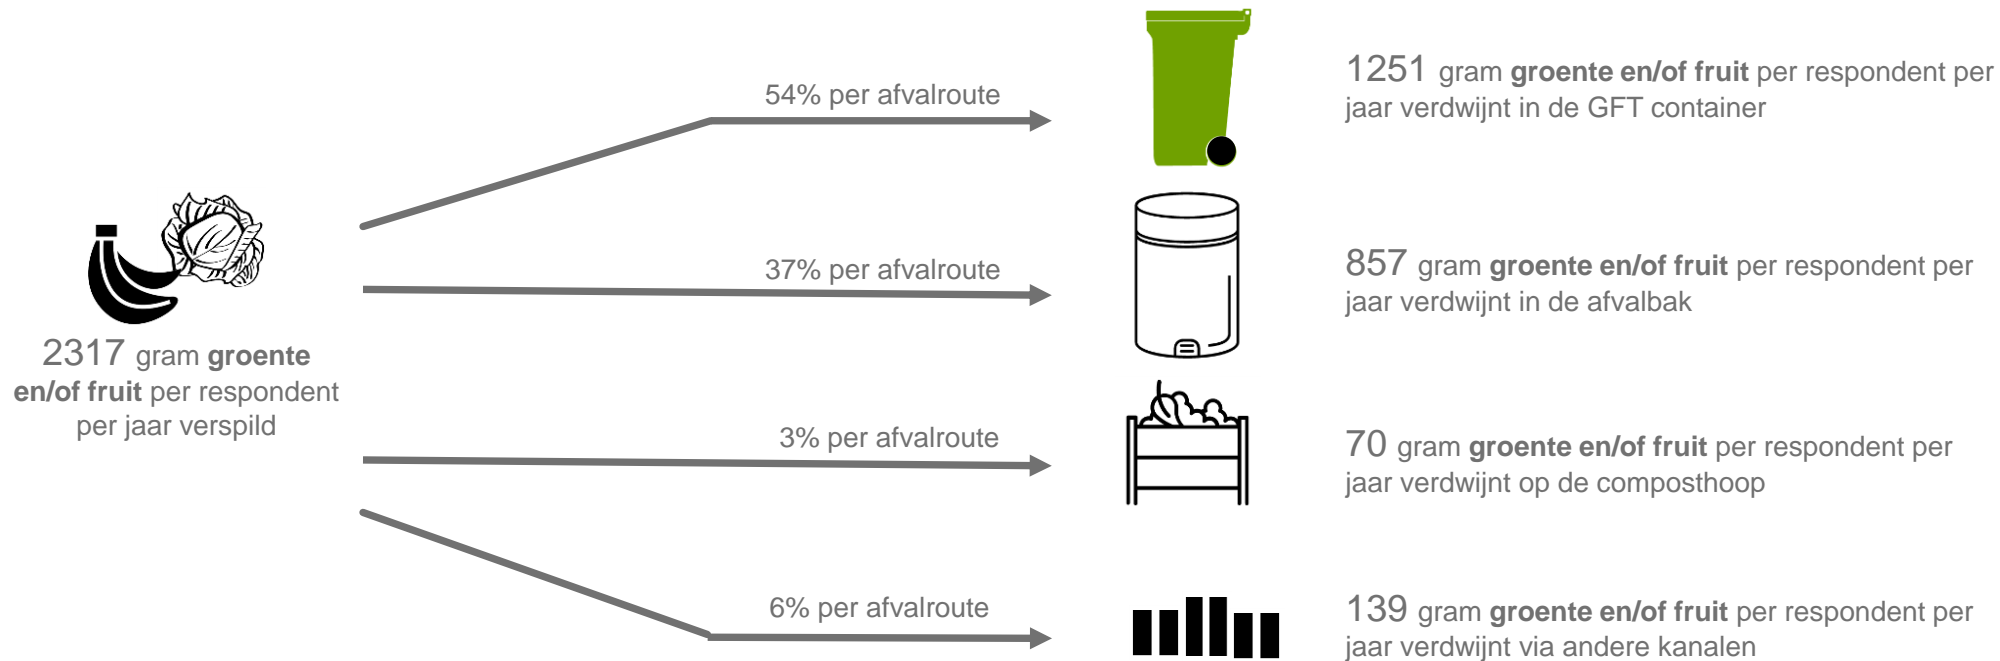 2317 gram groente
en/of fruit per respondent
per jaar verspild
54% per afvalroute
1251 gram groente en/of fruit per respondent per
jaar verdwijnt in de GFT container
37% per afvalroute
857 gram groente en/of fruit per respondent per
jaar verdwijnt in de afvalbak
3% per afvalroute
70 gram groente en/of fruit per respondent per
jaar verdwijnt op de composthoop
6% per afvalroute
139 gram groente en/of fruit per respondent per
jaar verdwijnt via andere kanalen